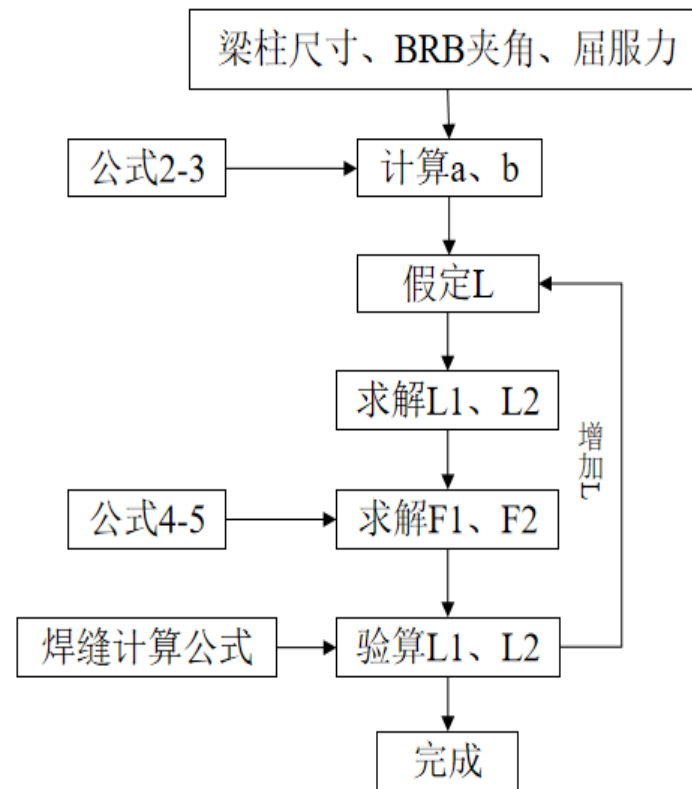 梁柱尺寸、BRB夹角、屈服力
公式2-3
计算a、b
假定L
求解L1、L2
增加L
公式4-5
求解F1、F2
焊缝计算公式
验算L1、L2
完成